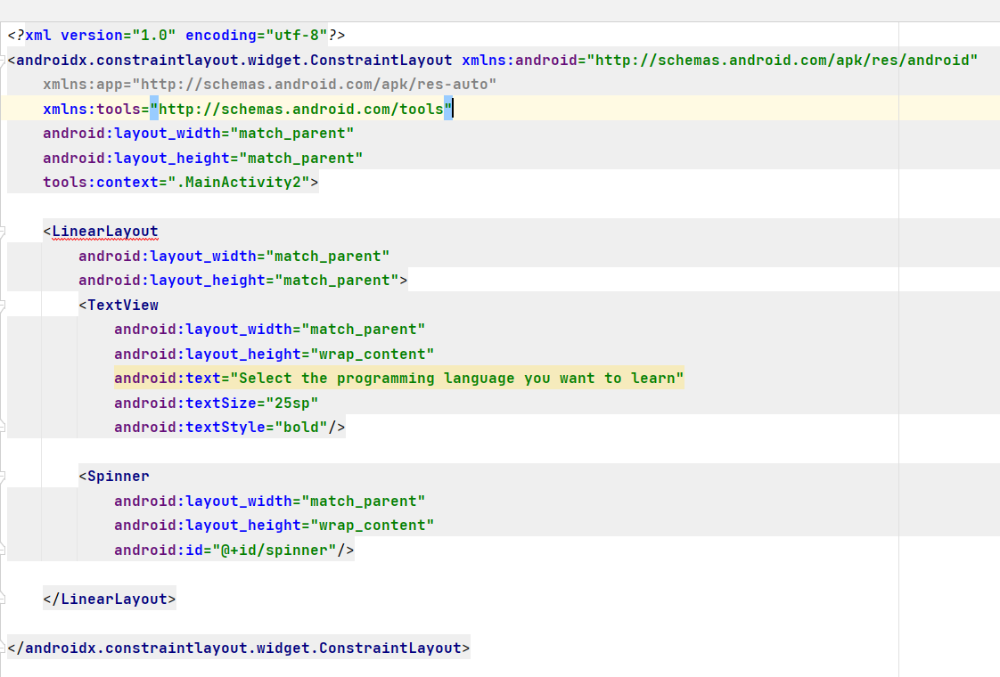 <?xml version="1.0" encoding="utf-8"?>
<androidx.constraintlayout.widget.ConstraintLayout xmlns:android="http://schemas.android.com/apk/res/android"
    xmlns:app="http://schemas.android.com/apk/res-auto"
    xmlns:tools="http://schemas.android.com/tools"
    android:layout_width="match_parent"
    android:layout_height="match_parent"
    tools:context=".MainActivity2">

    <LinearLayout
        android:layout_width="match_parent"
        android:layout_height="match_parent">
        <TextView
            android:layout_width="match_parent"
            android:layout_height="wrap_content"
            android:text="Select the programming language you want to learn"
            android:textSize="25sp"
            android:textStyle="bold"/>

        <Spinner
            android:layout_width="match_parent"
            android:layout_height="wrap_content"
            android:id="@+id/spinner"/>

    </LinearLayout>

</androidx.constraintlayout.widget.ConstraintLayout>